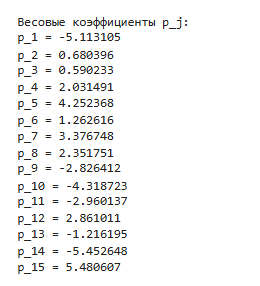 Весовые коэффициенты p_j:
p_1 = -5.113105
p_2 = 0.680396
p_3 = 0.590233
p_4 = 2.031491
p_5 = 4.252368
p_6 = 1.262616
p_7 = 3.376748
p_8 = 2.351751
p_9 = -2.826412
p_10 = -4.318723
p_11 = -2.960137
p_12 = 2.861011
p_13 = -1.216195
p_14 = -5.452648
p_15 = 5.480607